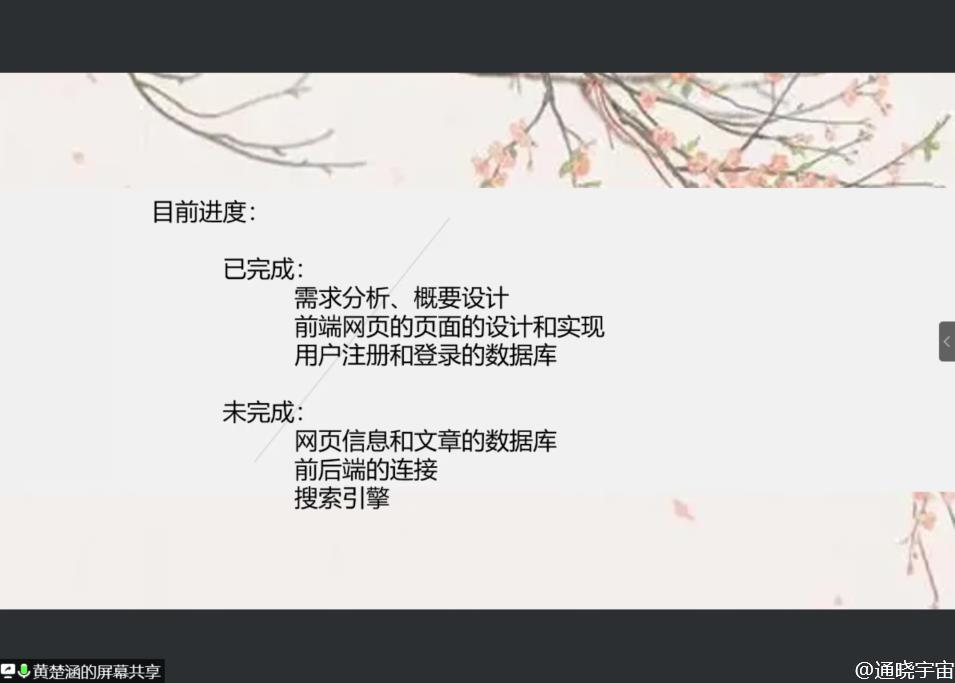 目前进度：
已完成：
需求分析、概要设计
前端网页的页面的设计和实现
用户注册和登录的数据库
未完成：
网页信息和文章的数据库
前后端的连接
搜索引擎
黄楚涵的屏幕共享
@通晓宇宙